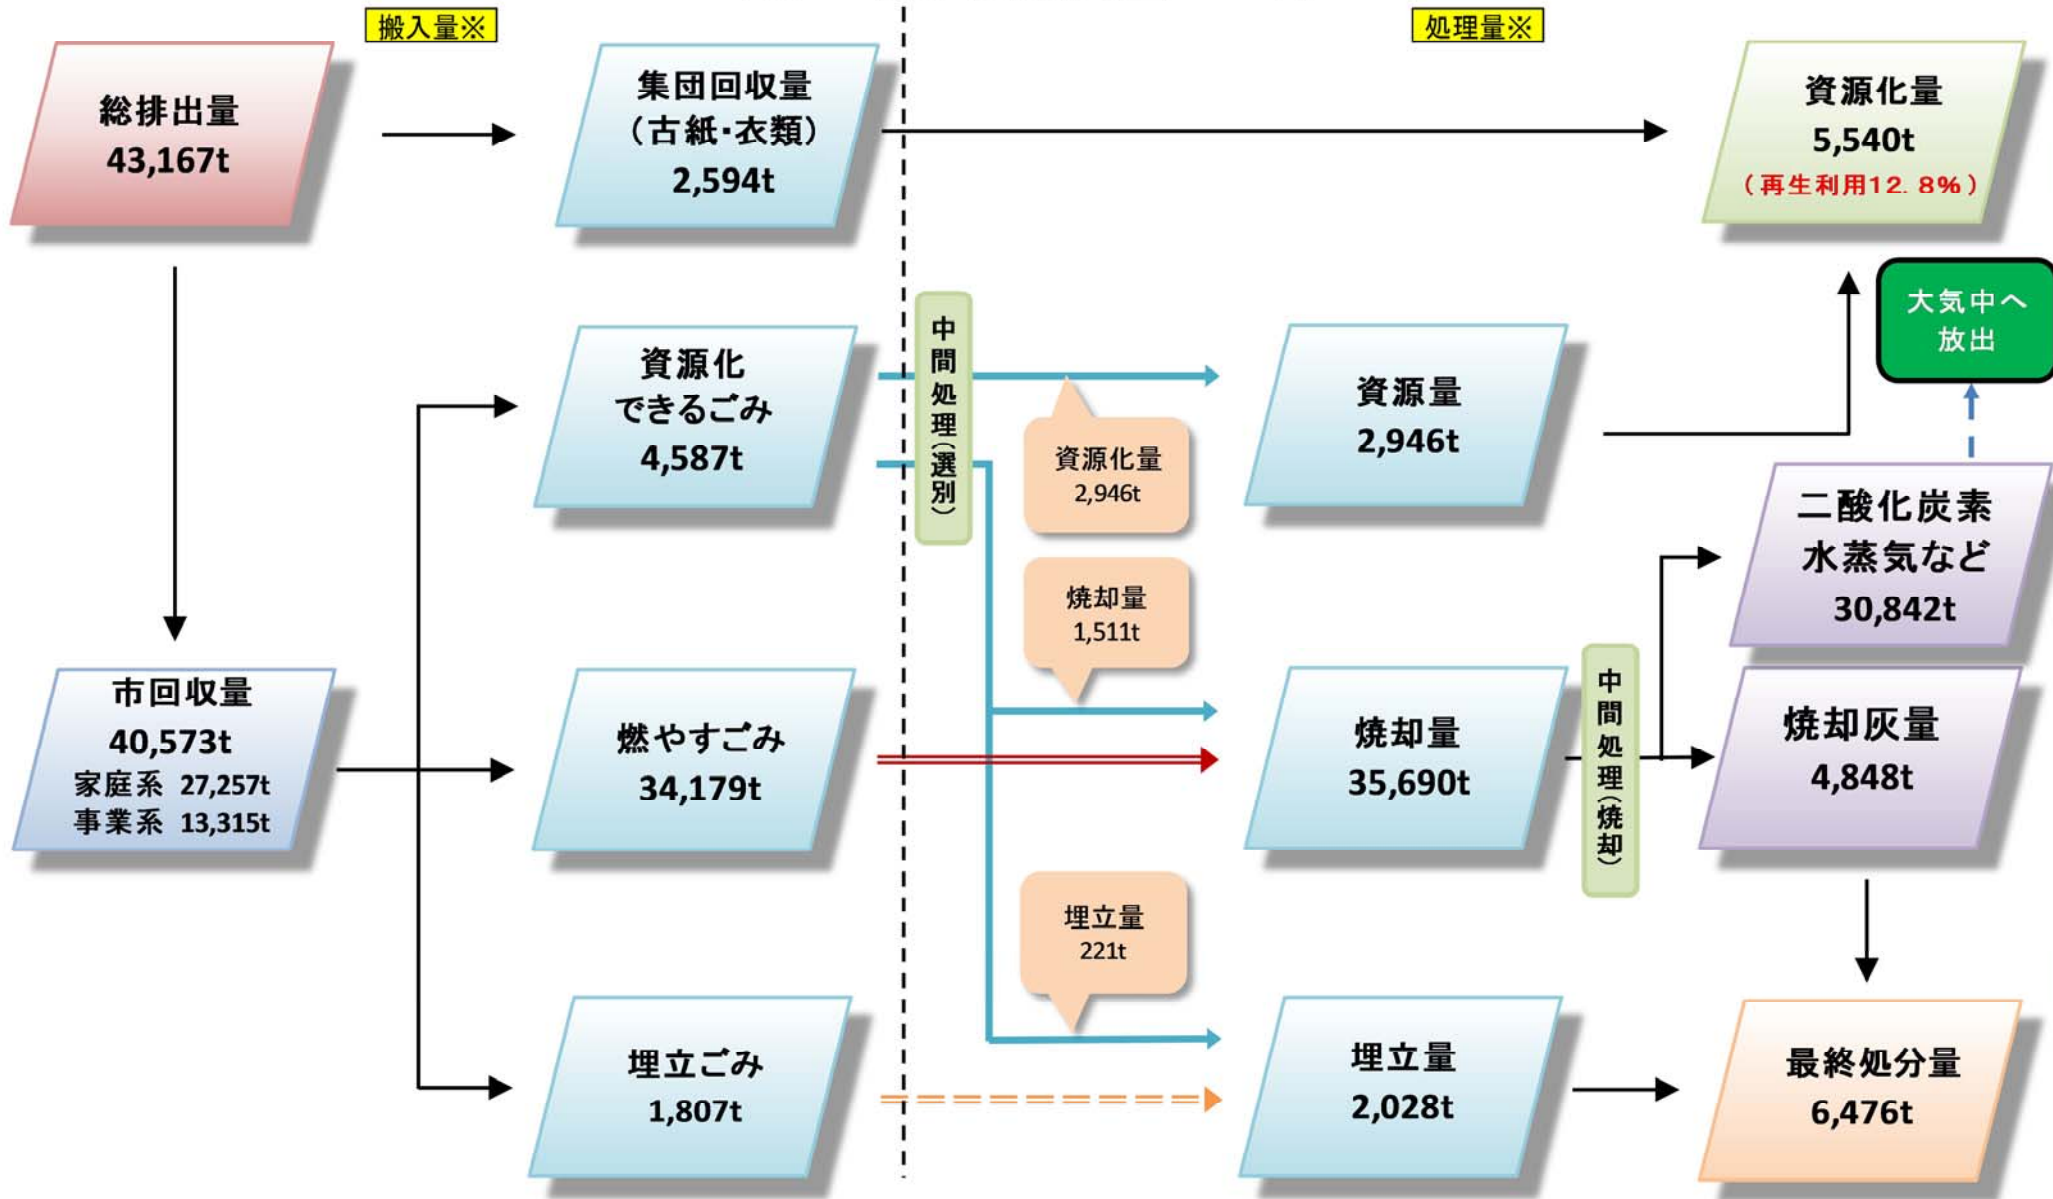 搬入量※
処理量※
総排出量
43,167t
集団回収量
（古紙・衣類）
2,594t
資源化量
5,540t
（再生利用12. 8%）
大気中へ
放出
資源化
できるごみ
4,587t
中間処理（選別）
資源化量
2,946t
資源量
2,946t
二酸化炭素
水蒸気など
30,842t
焼却量
1,511t
市回収量
40,573t
家庭系 27,257t
事業系 13,315t
燃やすごみ
34,179t
焼却量
35,690t
中間処理（焼却）
焼却灰量
4,848t
埋立量
221t
埋立ごみ
1,807t
埋立量
2,028t
最終処分量
6,476t